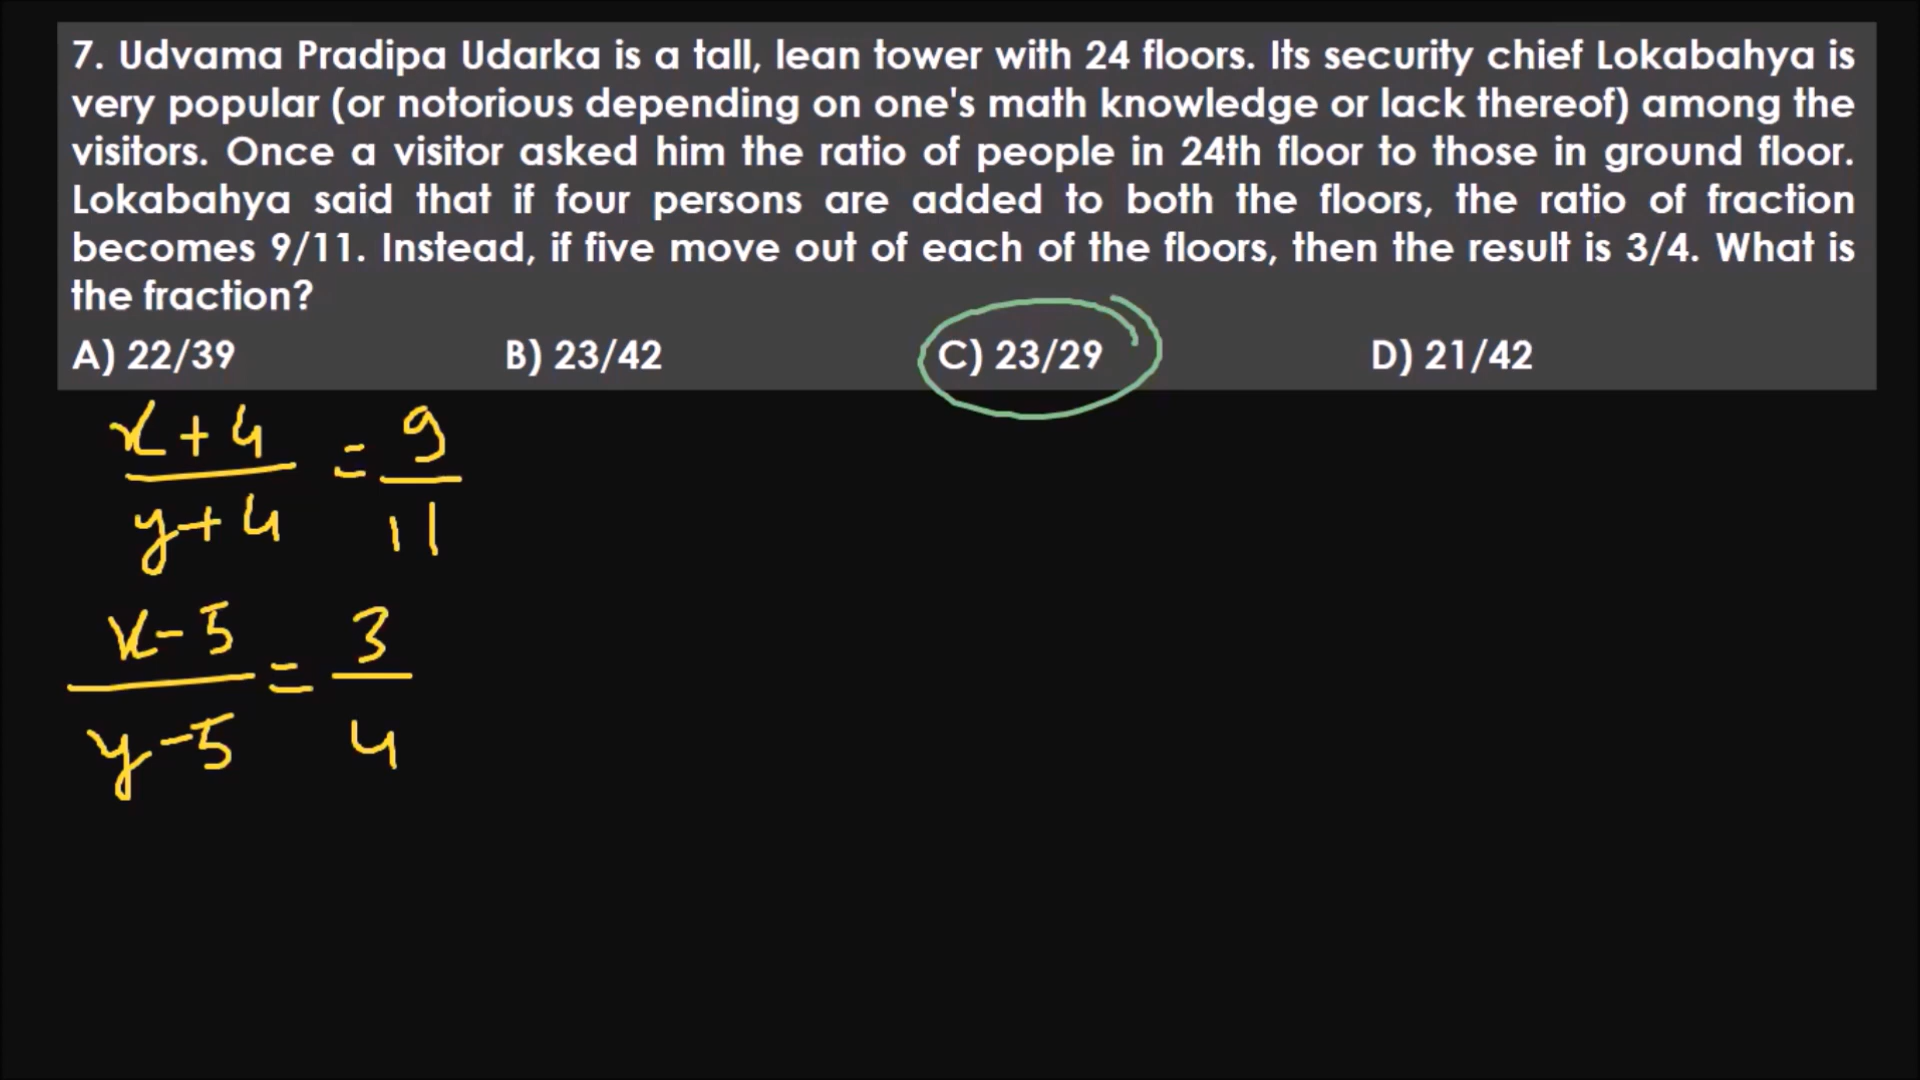 7. Udvama Pradipa Udarka is a tall, lean tower with 24 floors. Its security chief Lokabahya is
very popular (or notorious depending on one's math knowledge or lack thereof) among the
visitors. Once a visitor asked him the ratio of people in 24th floor to those in ground floor.
Lokabahya said that if four persons are added to both the floors, the ratio of fraction
becomes 9/11. Instead, if five move out of each of the floors, then the result is 3/4. What is
the fraction?
A) 22/39 B) 23/42 C) 23/29 D) 21/42
x+4 = 9
y+4 11
x-5 = 3
y-5 4